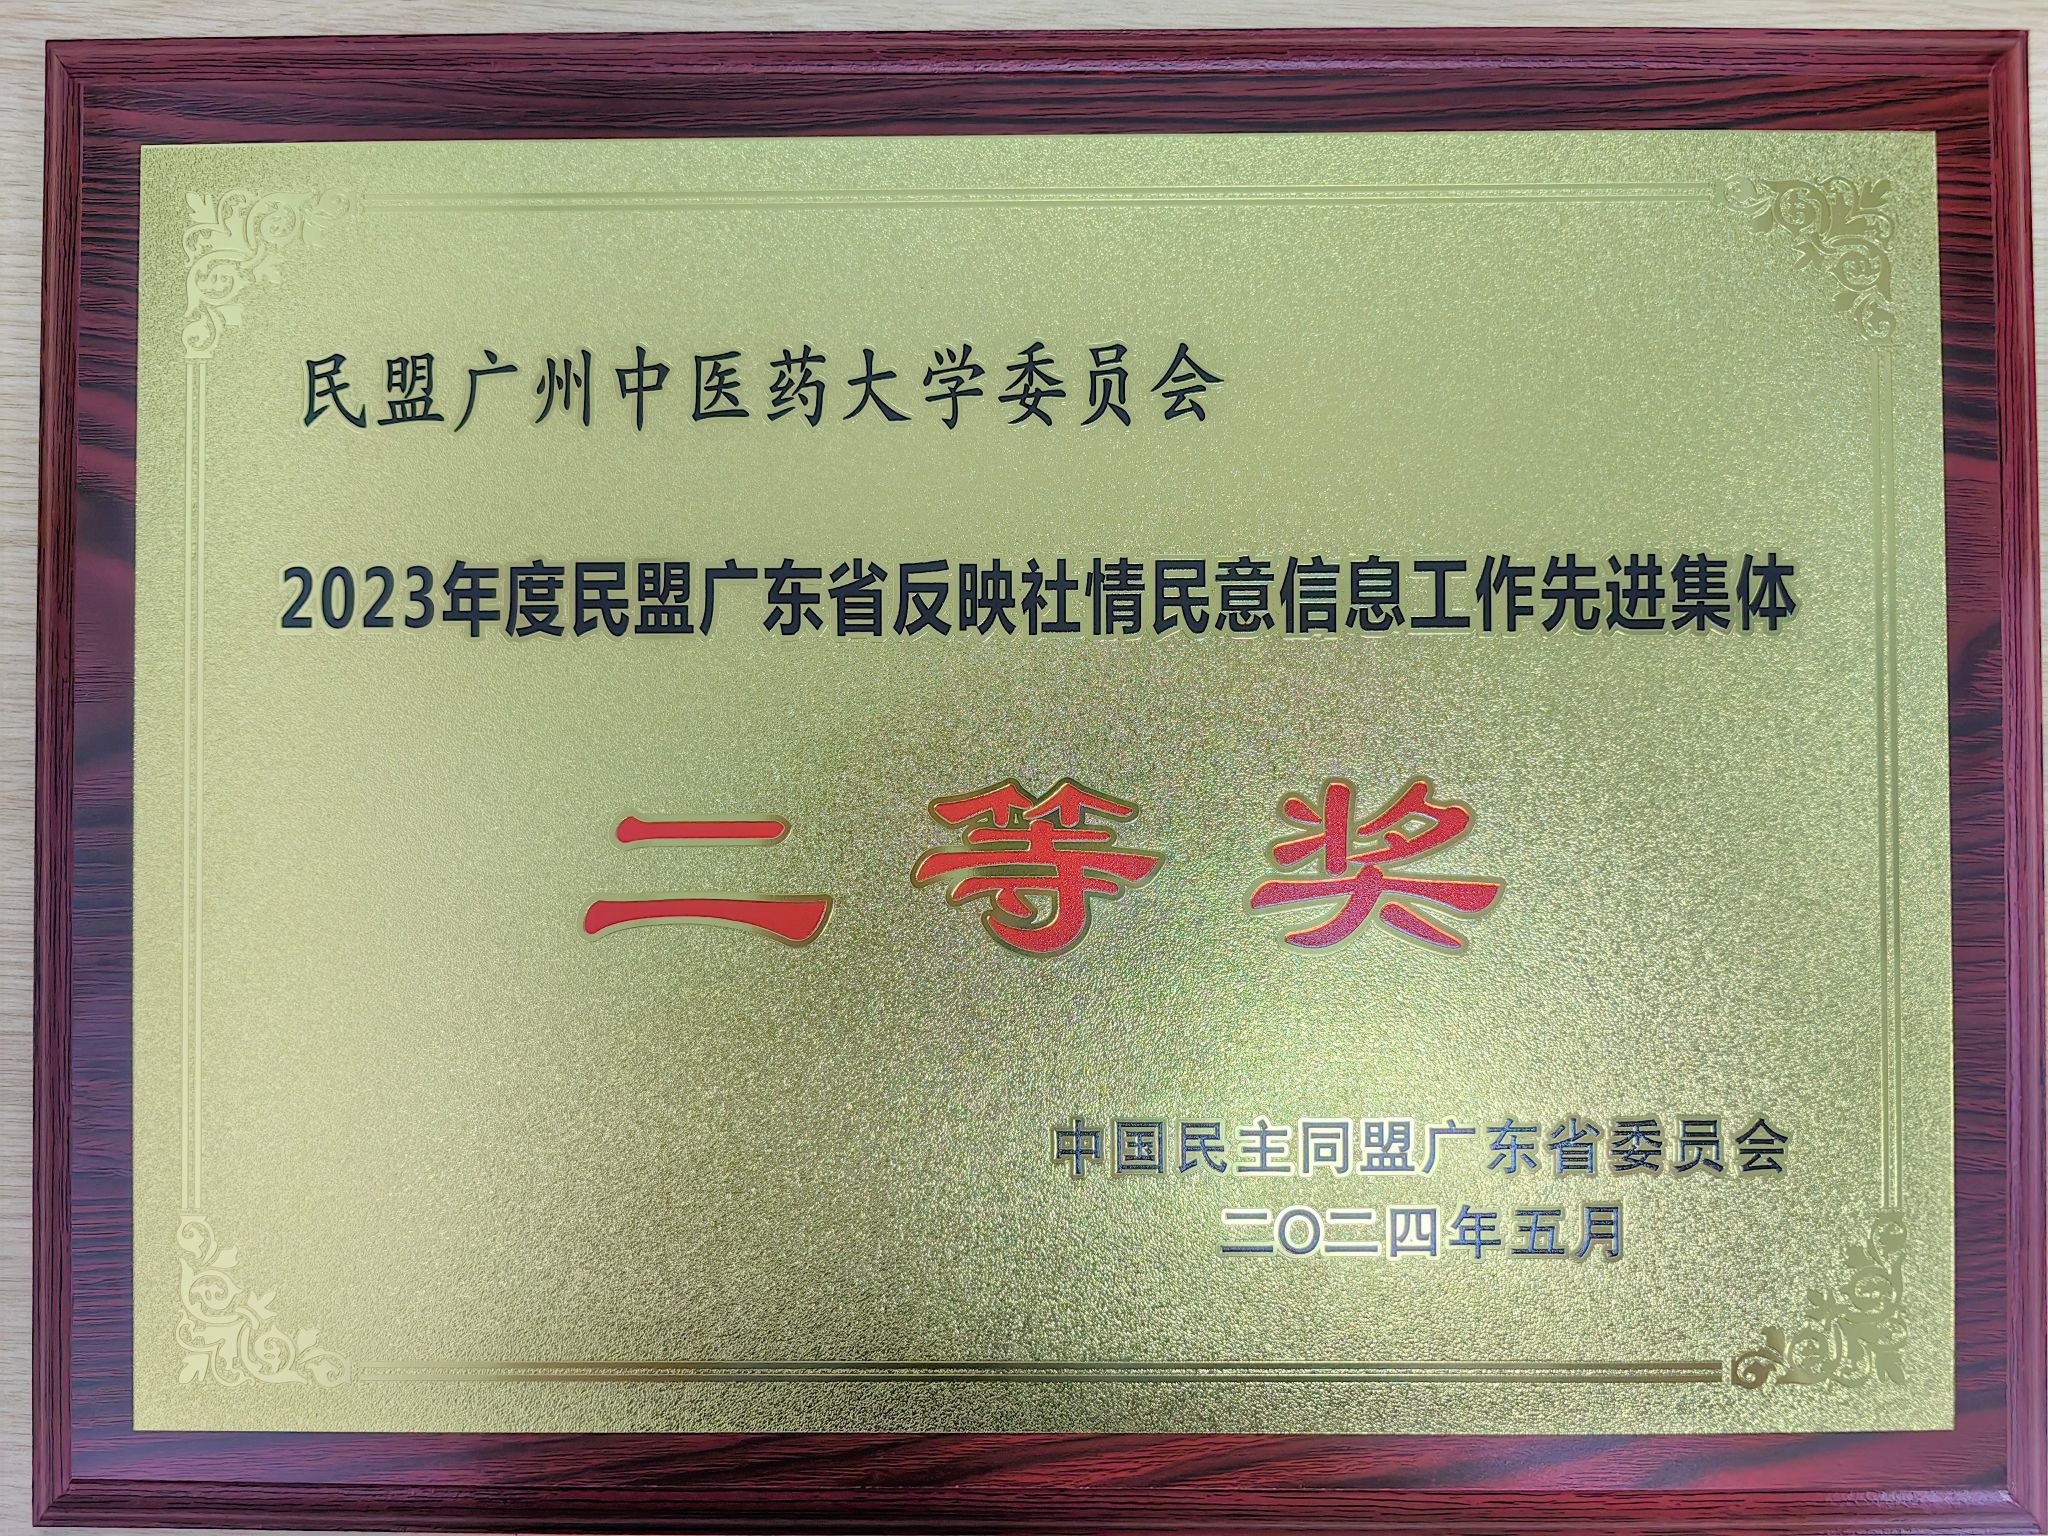 民盟广州中医药大学委员会
2023年度民盟广东省反映社情民意信息工作先进集体
二等奖
中国民主同盟广东省委员会
二〇二四年五月